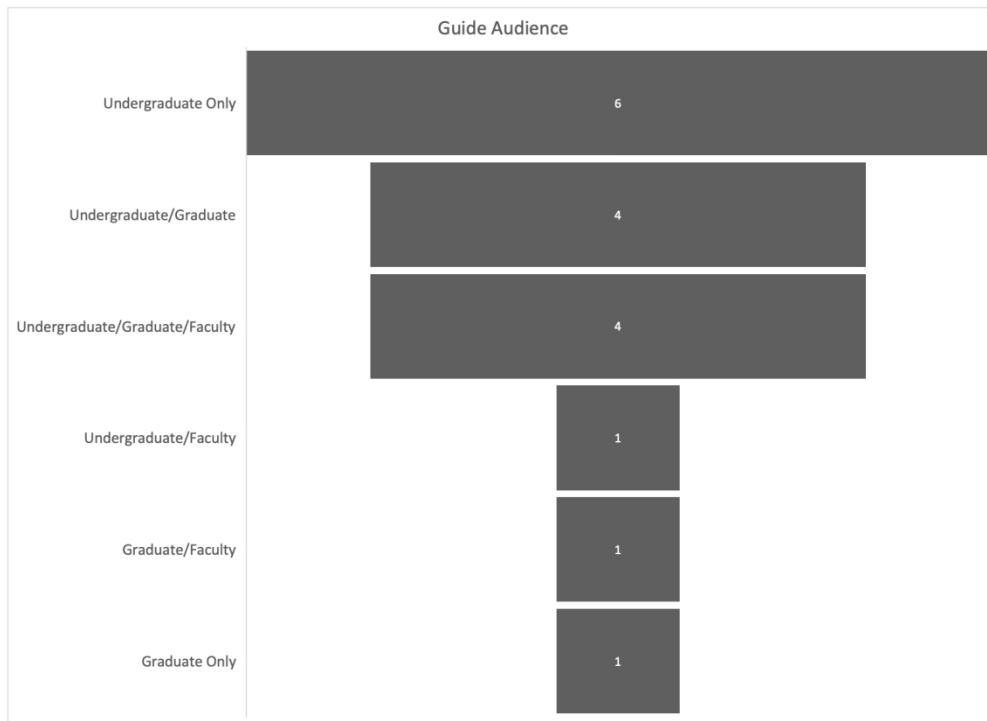 Guide Audience
Undergraduate Only
6
Undergraduate/Graduate
4
Undergraduate/Graduate/Faculty
4
Undergraduate/Faculty
1
Graduate/Faculty
1
Graduate Only
1